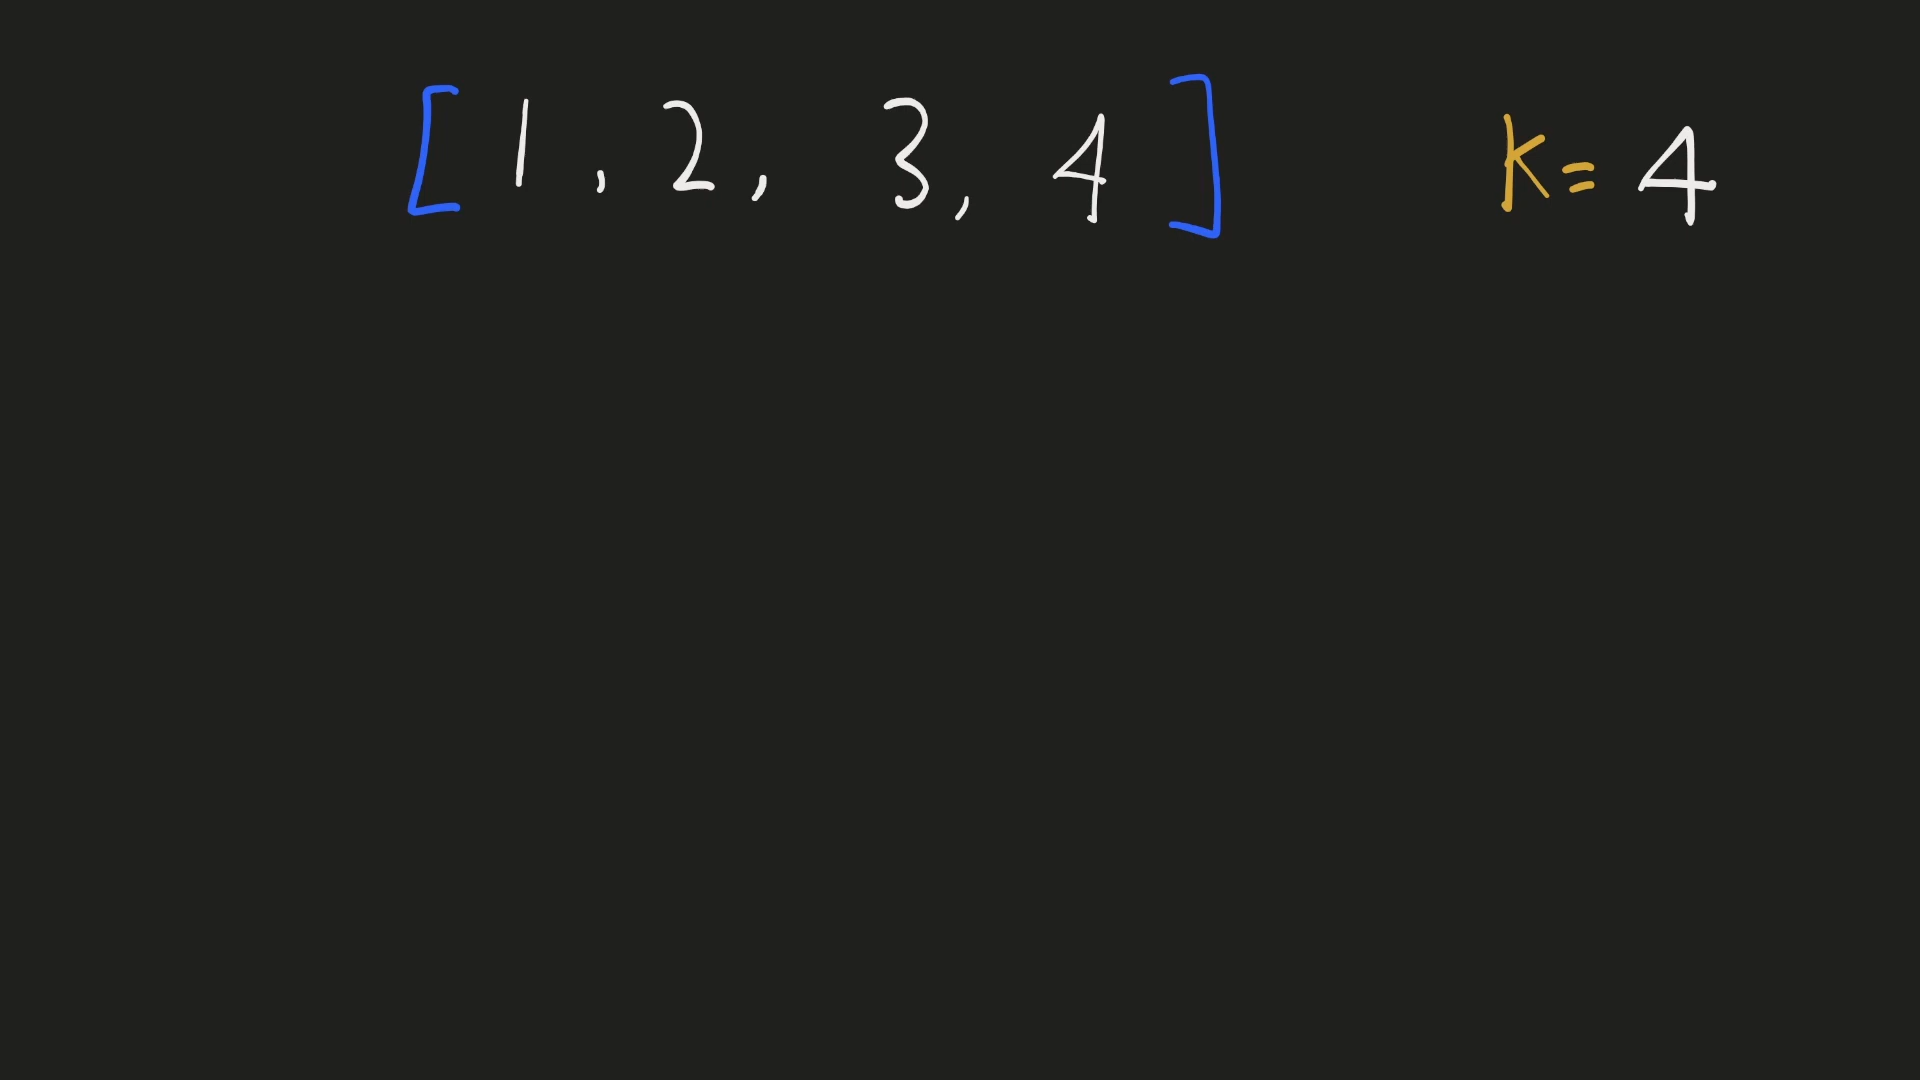 [ 1, 2, 3, 4 ] K = 4